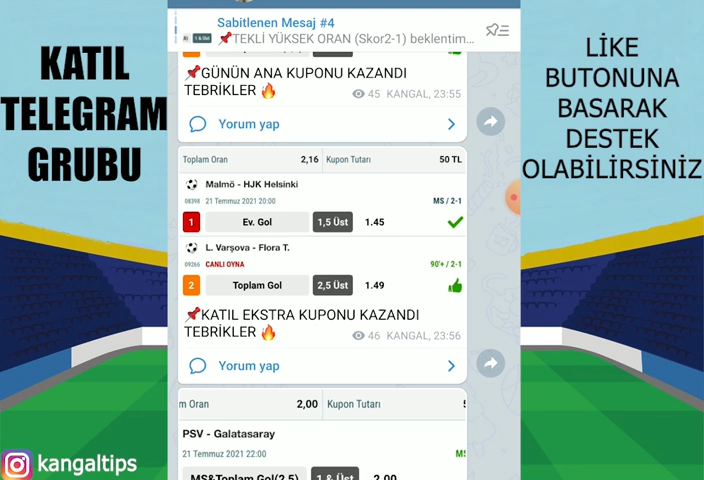 KATIL
TELEGRAM
GRUBU
Sabitlenen Mesaj #4
📌TEKLİ YÜKSEK ORAN (Skor2-1) beklentim...
📌GÜNÜN ANA KUPONU KAZANDI
TEBRİKLER 🔥
45 KANGAL, 23:55
Yorum yap
Toplam Oran 2,16 Kupon Tutarı 50 TL
Malmö - HJK Helsinki
08398 21 Temmuz 2021 20:00 MS / 2-1
1 Ev. Gol 1,5 Üst 1.45
L. Varşova - Flora T.
09266 CANLI OYNA 90'+ / 2-1
2 Toplam Gol 2,5 Üst 1.49
📌KATIL EKSTRA KUPONU KAZANDI
TEBRİKLER 🔥
46 KANGAL, 23:56
Yorum yap
m Oran 2,00 Kupon Tutarı
PSV - Galatasaray
21 Temmuz 2021 22:00 MS
MS&Toplam Gol(2,5) 1 & Üst 2.00
LİKE
BUTONUNA
BASARAK
DESTEK
OLABİLİRSİNİZ
kangaltips